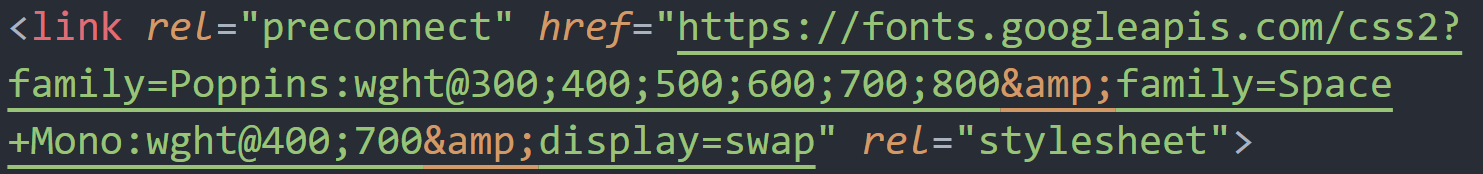 <link rel="preconnect" href="https://fonts.googleapis.com/css2?
family=Poppins:wght@300;400;500;600;700;800&amp;family=Space
+Mono:wght@400;700&amp;display=swap" rel="stylesheet">